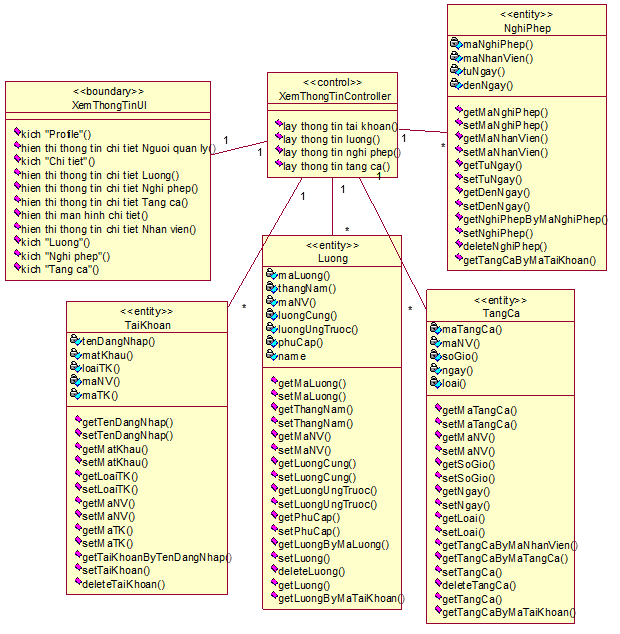 <<boundary>>
XemThongTinUI
kich "Profile"()
hien thi thong tin chi tiet Nguoi quan ly()
kich "Chi tiet"()
hien thi thong tin chi tiet Luong()
hien thi thong tin chi tiet Nghi phep()
hien thi thong tin chi tiet Tang ca()
hien thi man hinh chi tiet()
hien thi thong tin chi tiet Nhan vien()
kich "Luong"()
kich "Nghi phep"()
kich "Tang ca"()
1
1
<<control>>
XemThongTinController
lay thong tin tai khoan()
lay thong tin luong()
lay thong tin nghi phep()
lay thong tin tang ca()
1
*
1
1
1
*
*
*
<<entity>>
NghiPhep
maNghiPhep()
maNhanVien()
tuNgay()
denNgay()
getMaNghiPhep()
setMaNghiPhep()
getMaNhanVien()
setMaNhanVien()
getTuNgay()
setTuNgay()
getDenNgay()
setDenNgay()
getNghiPhepByMaNghiPhep()
setNghiPhep()
deleteNghiPhep()
getTangCaByMaTaiKhoan()
<<entity>>
TaiKhoan
tenDangNhap()
matKhau()
loaiTK()
maNV()
maTK()
getTenDangNhap()
setTenDangNhap()
getMatKhau()
setMatKhau()
getLoaiTK()
setLoaiTK()
getMaNV()
setMaNV()
getMaTK()
setMaTK()
getTaiKhoanByTenDangNhap()
setTaiKhoan()
deleteTaiKhoan()
<<entity>>
Luong
maLuong()
thangNam()
maNV()
luongCung()
luongUngTruoc()
phuCap()
name
getMaLuong()
setMaLuong()
getThangNam()
setThangNam()
getMaNV()
setMaNV()
getLuongCung()
setLuongCung()
getLuongUngTruoc()
setLuongUngTruoc()
getPhuCap()
setPhuCap()
getLuongByMaLuong()
setLuong()
deleteLuong()
getLuong()
getLuongByMaTaiKhoan()
<<entity>>
TangCa
maTangCa()
maNV()
soGio()
ngay()
loai()
getMaTangCa()
setMaTangCa()
getMaNV()
setMaNV()
getSoGio()
setSoGio()
getNgay()
setNgay()
getLoai()
setLoai()
getTangCaByMaNhanVien()
getTangCaByMaTangCa()
setTangCa()
deleteTangCa()
getTangCa()
getTangCaByMaTaiKhoan()